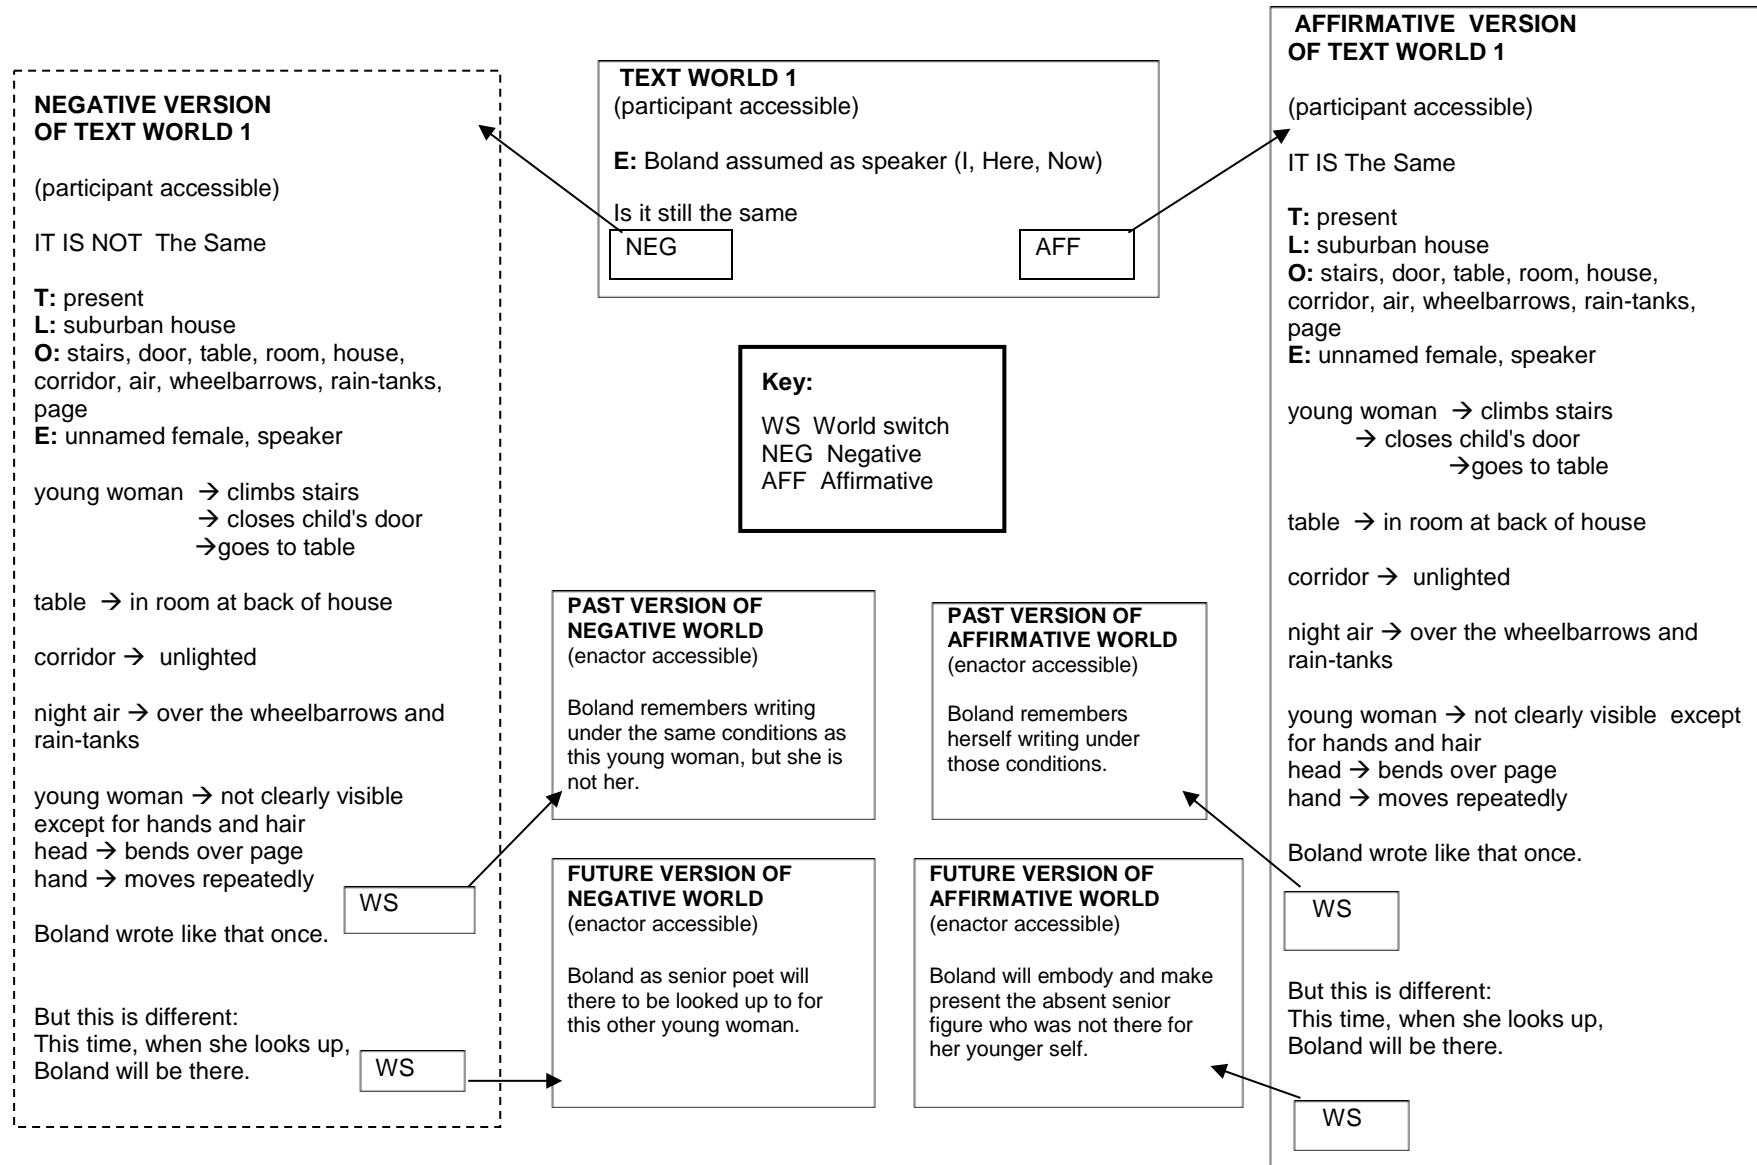 NEGATIVE VERSION
OF TEXT WORLD 1
(participant accessible)
IT IS NOT The Same
T: present
L: suburban house
O: stairs, door, table, room, house,
corridor, air, wheelbarrows, rain-tanks,
page
E: unnamed female, speaker
young woman → climbs stairs
→ closes child's door
→goes to table
table → in room at back of house
corridor → unlighted
night air → over the wheelbarrows and
rain-tanks
young woman → not clearly visible
except for hands and hair
head → bends over page
hand → moves repeatedly
WS
Boland wrote like that once.
But this is different:
This time, when she looks up,
Boland will be there.
WS
TEXT WORLD 1
(participant accessible)
E: Boland assumed as speaker (I, Here, Now)
Is it still the same
NEG
AFF
Key:
WS World switch
NEG Negative
AFF Affirmative
PAST VERSION OF
NEGATIVE WORLD
(enactor accessible)
Boland remembers writing
under the same conditions as
this young woman, but she is
not her.
PAST VERSION OF
AFFIRMATIVE WORLD
(enactor accessible)
Boland remembers
herself writing under
those conditions.
FUTURE VERSION OF
NEGATIVE WORLD
(enactor accessible)
Boland as senior poet will
there to be looked up to for
this other young woman.
FUTURE VERSION OF
AFFIRMATIVE WORLD
(enactor accessible)
Boland will embody and make
present the absent senior
figure who was not there for
her younger self.
AFFIRMATIVE VERSION
OF TEXT WORLD 1
(participant accessible)
IT IS The Same
T: present
L: suburban house
O: stairs, door, table, room, house,
corridor, air, wheelbarrows, rain-tanks,
page
E: unnamed female, speaker
young woman → climbs stairs
→ closes child's door
→goes to table
table → in room at back of house
corridor → unlighted
night air → over the wheelbarrows and
rain-tanks
young woman → not clearly visible except
for hands and hair
head → bends over page
hand → moves repeatedly
Boland wrote like that once.
WS
But this is different:
This time, when she looks up,
Boland will be there.
WS